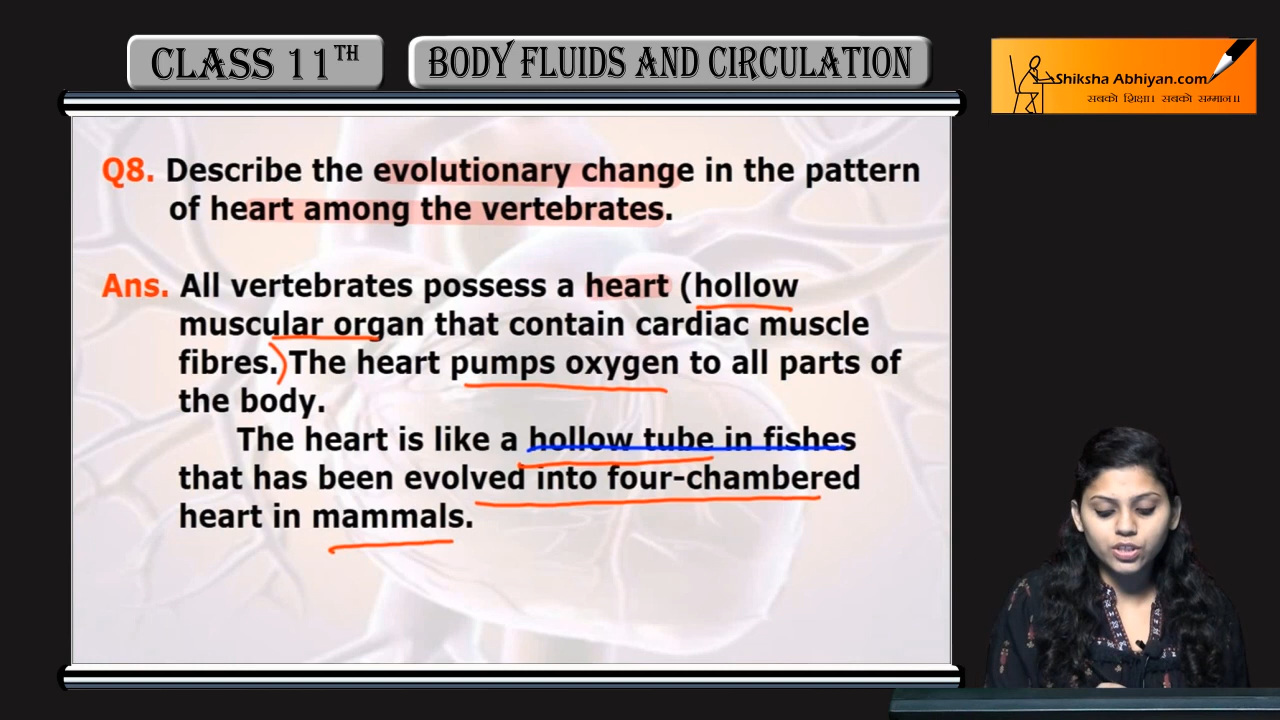 CLASS 11TH
BODY FLUIDS AND CIRCULATION
Shiksha Abhiyan.com
सबको शिक्षा। सबको सम्मान॥
Q8. Describe the evolutionary change in the pattern
of heart among the vertebrates.
Ans. All vertebrates possess a heart (hollow
muscular organ that contain cardiac muscle
fibres.) The heart pumps oxygen to all parts of
the body.
The heart is like a hollow tube in fishes
that has been evolved into four-chambered
heart in mammals.